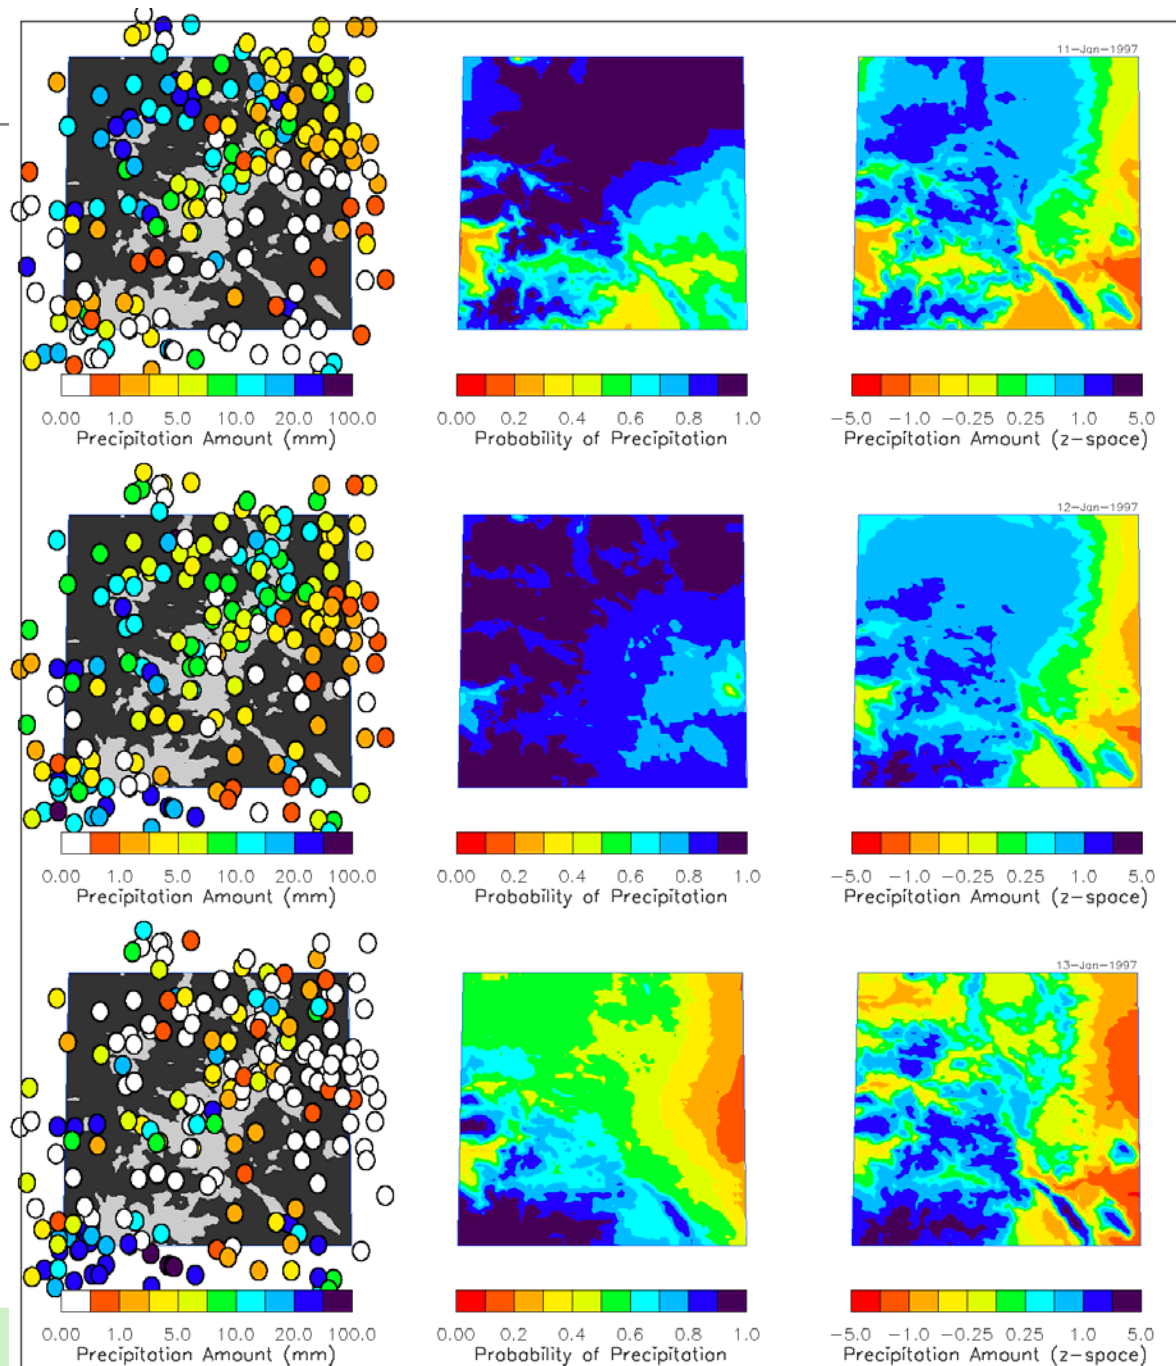 11-Jan-1997
0.00 1.0 5.0 10.0 20.0 100.0
Precipitation Amount (mm)
0.00 0.2 0.4 0.6 0.8 1.0
Probability of Precipitation
-5.0 -1.0 -0.25 0.25 1.0 5.0
Precipitation Amount (z-space)
12-Jan-1997
0.00 1.0 5.0 10.0 20.0 100.0
Precipitation Amount (mm)
0.00 0.2 0.4 0.6 0.8 1.0
Probability of Precipitation
-5.0 -1.0 -0.25 0.25 1.0 5.0
Precipitation Amount (z-space)
13-Jan-1997
0.00 1.0 5.0 10.0 20.0 100.0
Precipitation Amount (mm)
0.00 0.2 0.4 0.6 0.8 1.0
Probability of Precipitation
-5.0 -1.0 -0.25 0.25 1.0 5.0
Precipitation Amount (z-space)